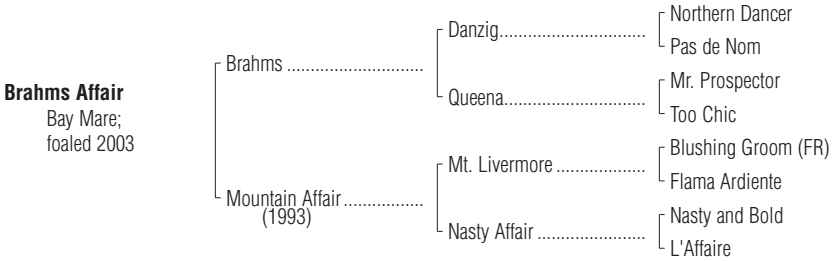 Northern Dancer
Danzig..............................
Pas de Nom
Brahms ............................
Mr. Prospector
Queena.............................
Too Chic
Brahms Affair
Bay Mare;
foaled 2003
Blushing Groom (FR)
Mt. Livermore ..................
Flama Ardiente
Mountain Affair.................
(1993)
Nasty and Bold
Nasty Affair ......................
L'Affaire